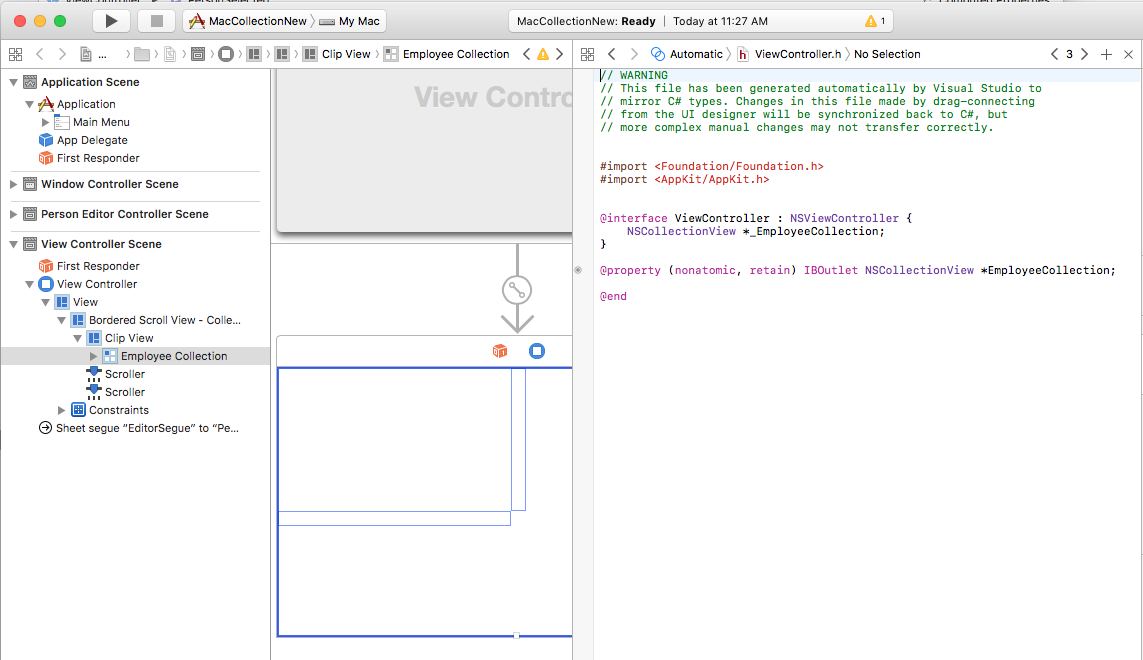 MacCollectionNew
My Mac
MacCollectionNew: Ready | Today at 11:27 AM
1
...
Clip View
Employee Collection
Automatic
ViewController.h
No Selection
3
Application Scene
Application
Main Menu
App Delegate
First Responder
Window Controller Scene
Person Editor Controller Scene
View Controller Scene
First Responder
View Controller
View
Bordered Scroll View - Colle...
Clip View
Employee Collection
Scroller
Scroller
Constraints
Sheet segue “EditorSegue” to “Pe...
View Contro
// WARNING
// This file has been generated automatically by Visual Studio to
// mirror C# types. Changes in this file made by drag-connecting
// from the UI designer will be synchronized back to C#, but
// more complex manual changes may not transfer correctly.
#import <Foundation/Foundation.h>
#import <AppKit/AppKit.h>
@interface ViewController : NSViewController {
NSCollectionView *_EmployeeCollection;
}
@property (nonatomic, retain) IBOutlet NSCollectionView *EmployeeCollection;
@end